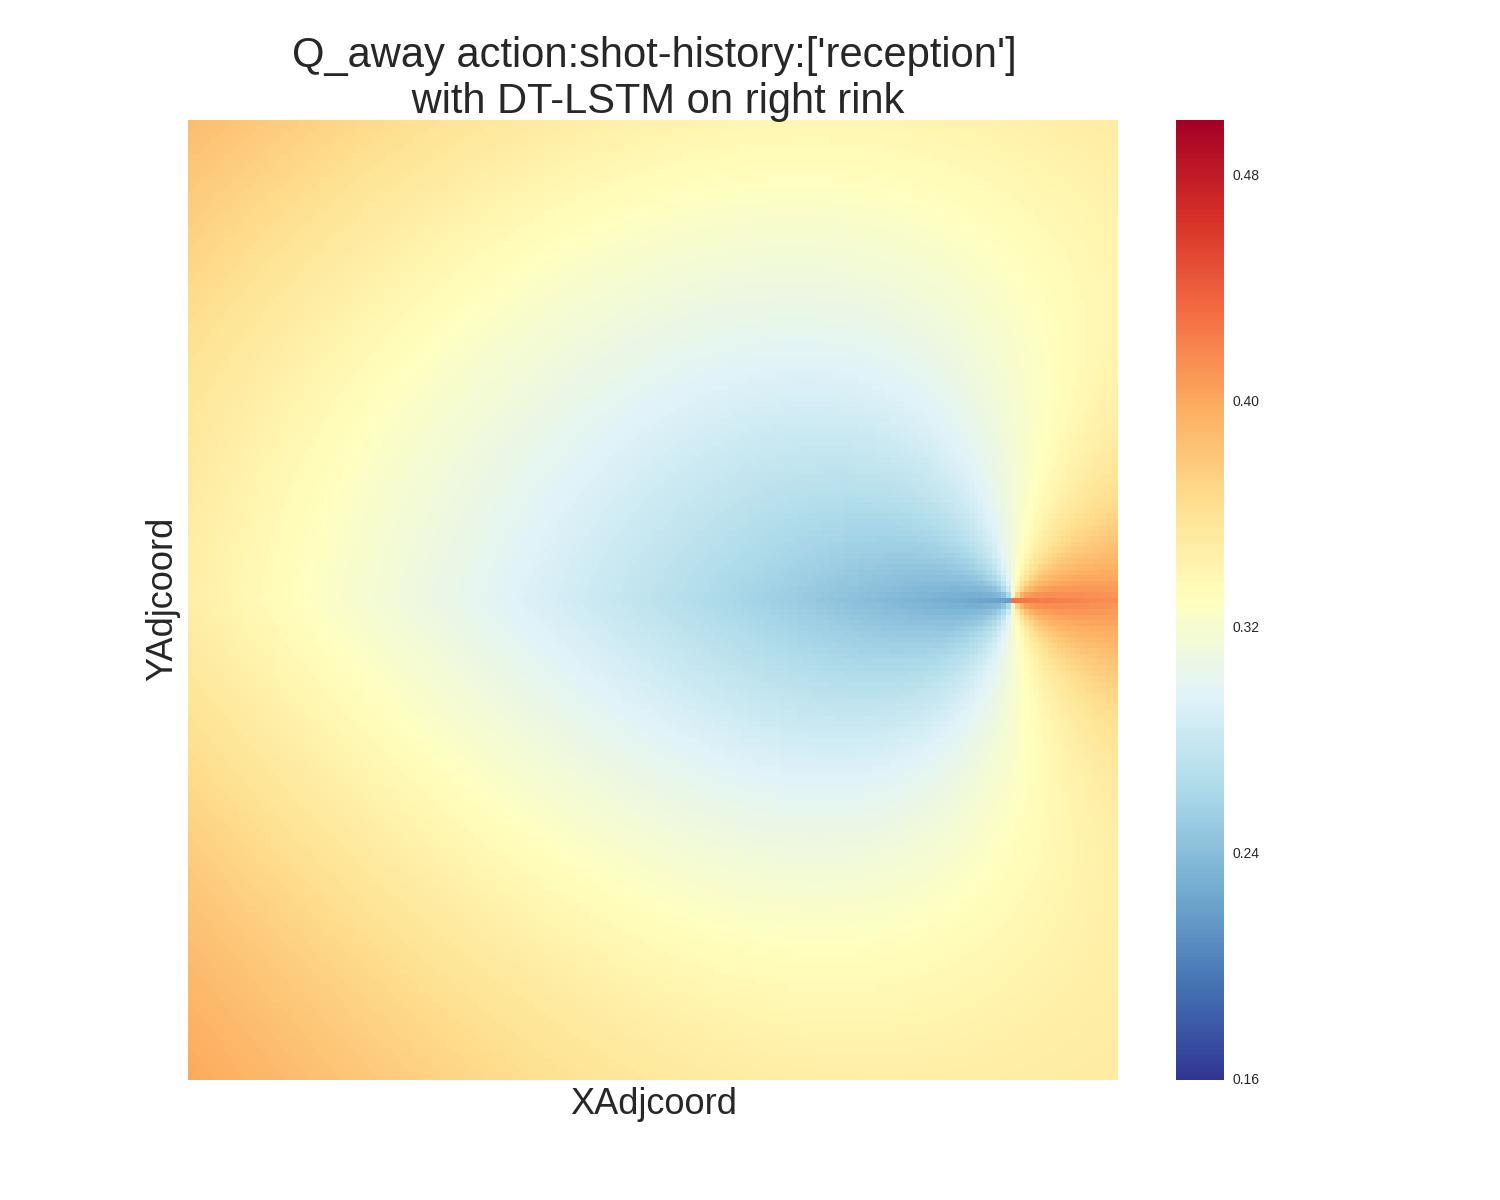 Q_away action:shot-history:['reception']
with DT-LSTM on right rink
0.48
0.40
YAdjcoord
0.32
0.24
0.16
XAdjcoord